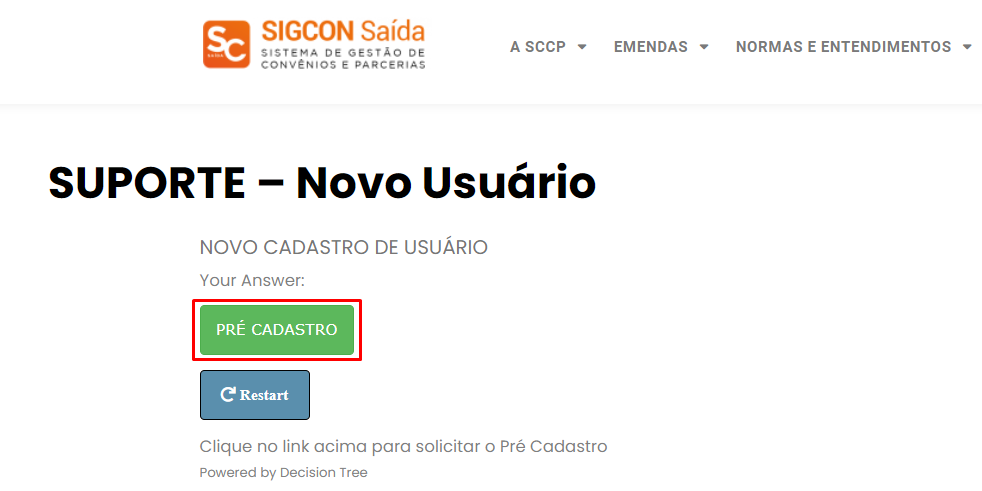 SC
SIGCON Saída
SISTEMA DE GESTÃO DE
CONVÊNIOS E PARCERIAS
A SCCP
EMENDAS
NORMAS E ENTENDIMENTOS
SUPORTE – Novo Usuário
NOVO CADASTRO DE USUÁRIO
Your Answer:
PRÉ CADASTRO
Restart
Clique no link acima para solicitar o Pré Cadastro
Powered by Decision Tree